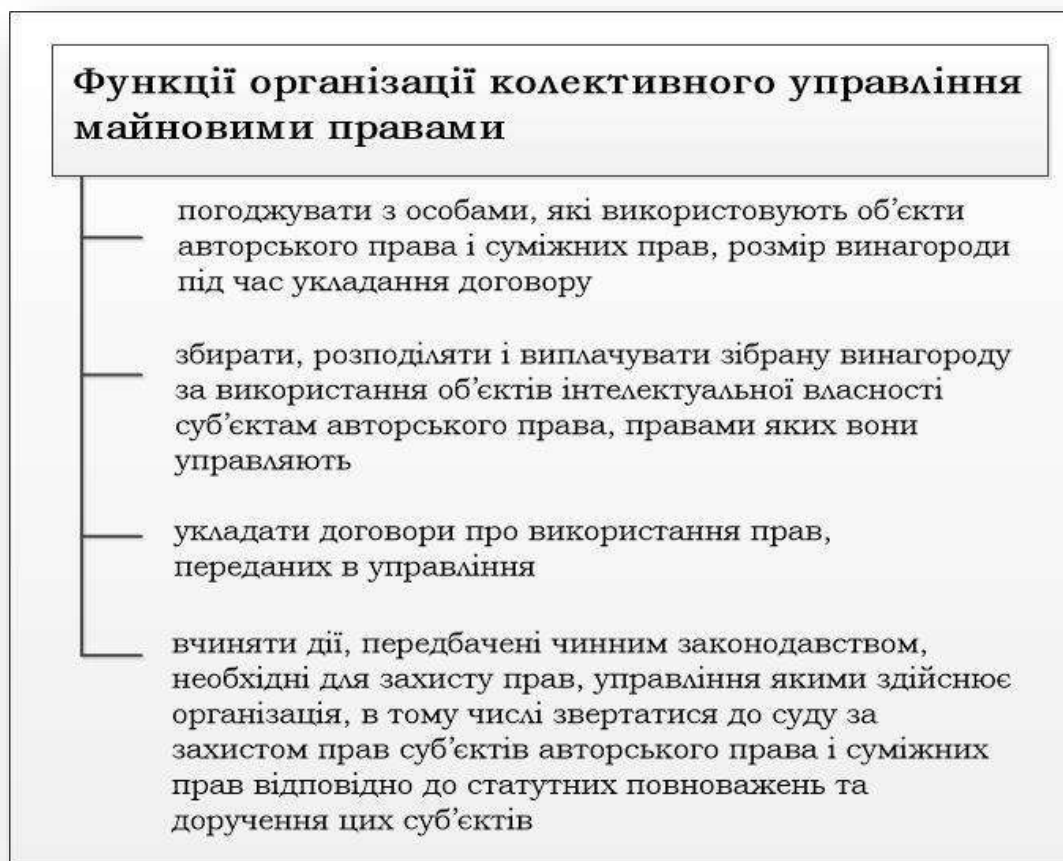 Функції організації колективного управління
майновими правами
погоджувати з особами, які використовують об’єкти
авторського права і суміжних прав, розмір винагороди
під час укладання договору
збирати, розподіляти і виплачувати зібрану винагороду
за використання об’єктів інтелектуальної власності
суб’єктам авторського права, правами яких вони
управляють
укладати договори про використання прав,
переданих в управління
вчиняти дії, передбачені чинним законодавством,
необхідні для захисту прав, управління якими здійснює
організація, в тому числі звертатися до суду за
захистом прав суб’єктів авторського права і суміжних
прав відповідно до статутних повноважень та
доручення цих суб’єктів